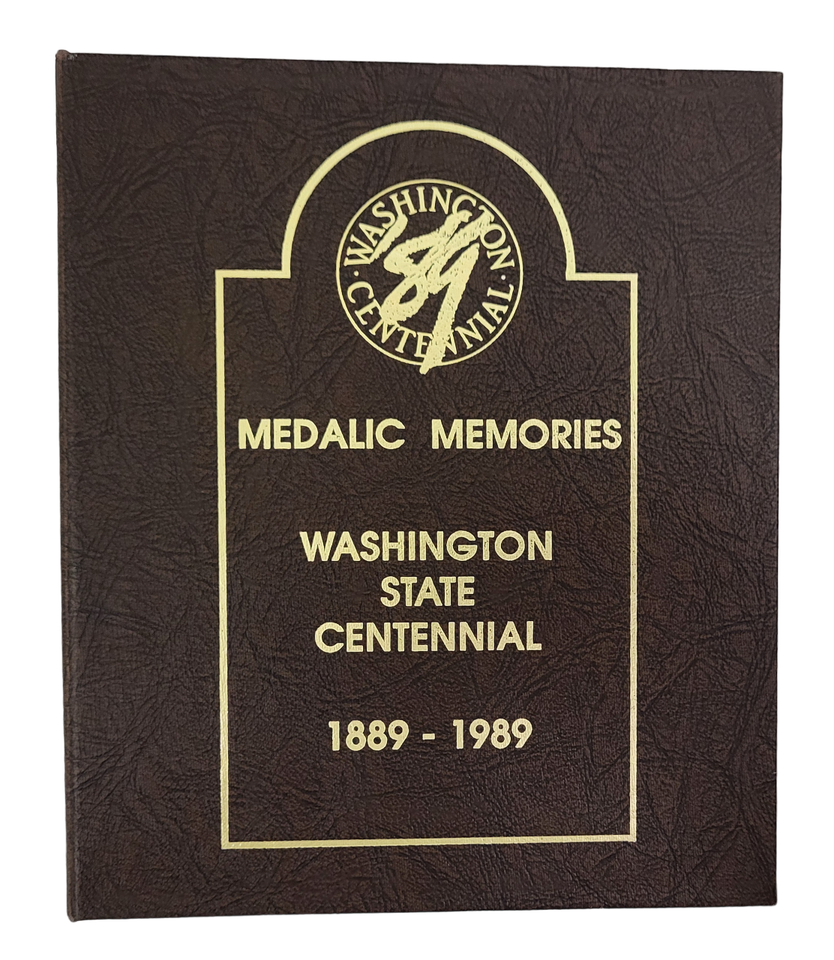 WASHINGTON
'89
· CENTENNIAL ·
MEDALIC MEMORIES
WASHINGTON
STATE
CENTENNIAL
1889 - 1989